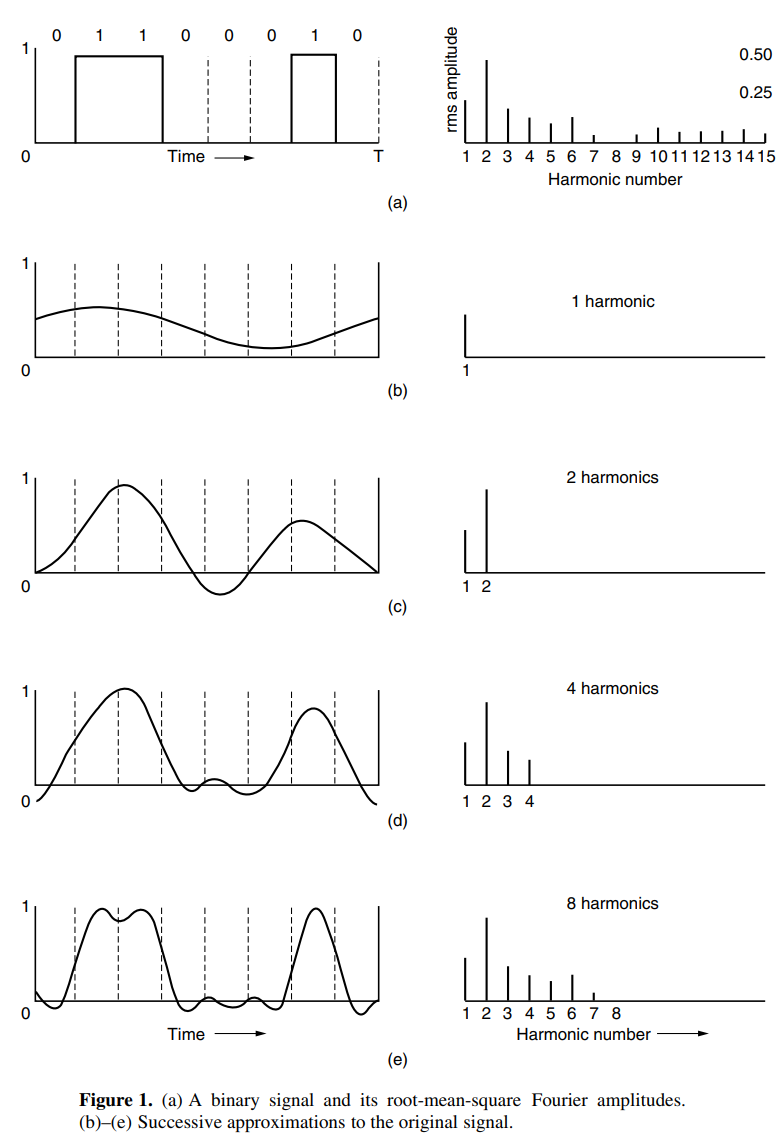 0 1 1 0 0 0 1 0
1
0
Time
T
rms amplitude
0.50
0.25
1 2 3 4 5 6 7 8 9 10 11 12 13 14 15
Harmonic number
(a)
1
0
1 harmonic
1
(b)
1
0
2 harmonics
1 2
(c)
1
0
4 harmonics
1 2 3 4
(d)
1
0
Time
8 harmonics
1 2 3 4 5 6 7 8
Harmonic number
(e)
Figure 1. (a) A binary signal and its root-mean-square Fourier amplitudes.
(b)–(e) Successive approximations to the original signal.